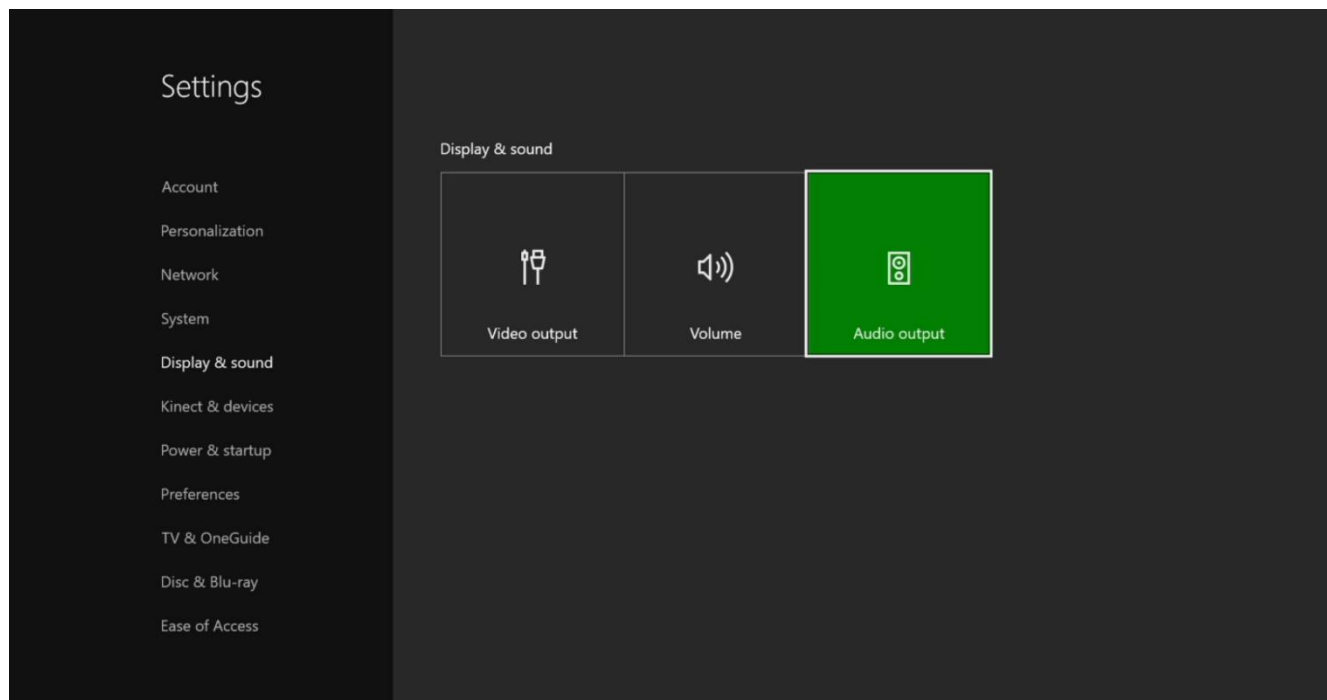 Settings
Account
Personalization
Network
System
Display & sound
Kinect & devices
Power & startup
Preferences
TV & OneGuide
Disc & Blu-ray
Ease of Access
Display & sound
Video output
Volume
Audio output